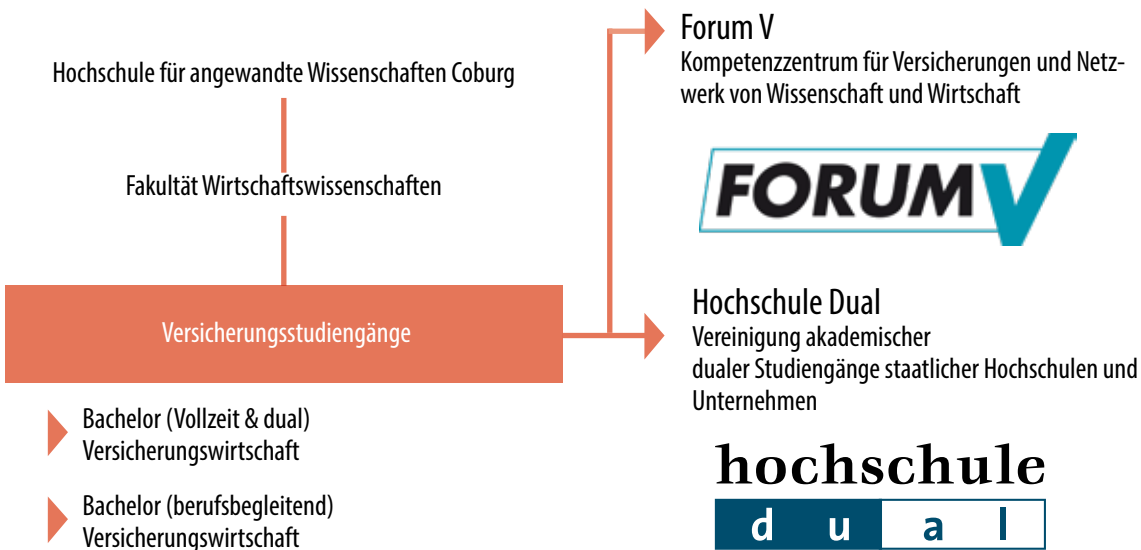 Hochschule für angewandte Wissenschaften Coburg
Fakultät Wirtschaftswissenschaften
Versicherungsstudiengänge
Bachelor (Vollzeit & dual)
Versicherungswirtschaft
Bachelor (berufsbegleitend)
Versicherungswirtschaft
Forum V
Kompetenzzentrum für Versicherungen und Netz-
werk von Wissenschaft und Wirtschaft
FORUM V
Hochschule Dual
Vereinigung akademischer
dualer Studiengänge staatlicher Hochschulen und
Unternehmen
hochschule
dual